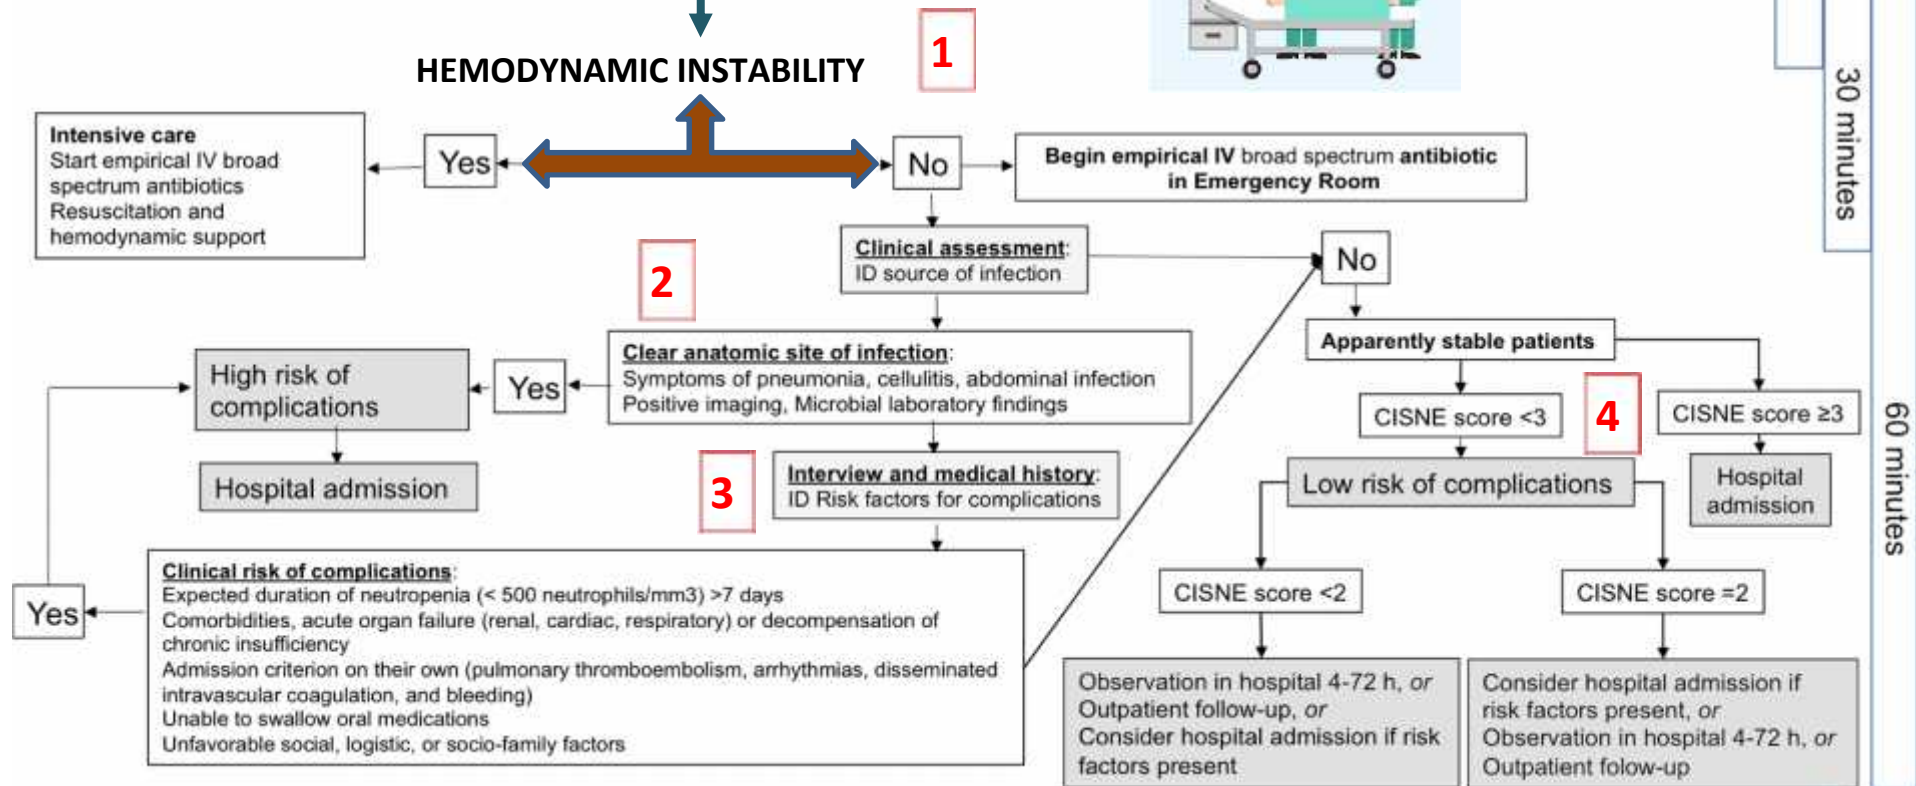 HEMODYNAMIC INSTABILITY
1
Intensive care
Start empirical IV broad
spectrum antibiotics
Resuscitation and
hemodynamic support
Yes
No
Begin empirical IV broad spectrum antibiotic
in Emergency Room
30 minutes
Clinical assessment:
ID source of infection
No
2
Clear anatomic site of infection:
Symptoms of pneumonia, cellulitis, abdominal infection
Positive imaging, Microbial laboratory findings
Yes
High risk of
complications
Hospital admission
Apparently stable patients
CISNE score <3
4
CISNE score ≥3
Hospital
admission
60 minutes
3
Interview and medical history:
ID Risk factors for complications
Low risk of complications
Clinical risk of complications:
Expected duration of neutropenia (< 500 neutrophils/mm3) >7 days
Comorbidities, acute organ failure (renal, cardiac, respiratory) or decompensation of
chronic insufficiency
Admission criterion on their own (pulmonary thromboembolism, arrhythmias, disseminated
intravascular coagulation, and bleeding)
Unable to swallow oral medications
Unfavorable social, logistic, or socio-family factors
Yes
CISNE score <2
CISNE score =2
Observation in hospital 4-72 h, or
Outpatient follow-up, or
Consider hospital admission if risk
factors present
Consider hospital admission if
risk factors present, or
Observation in hospital 4-72 h, or
Outpatient folow-up